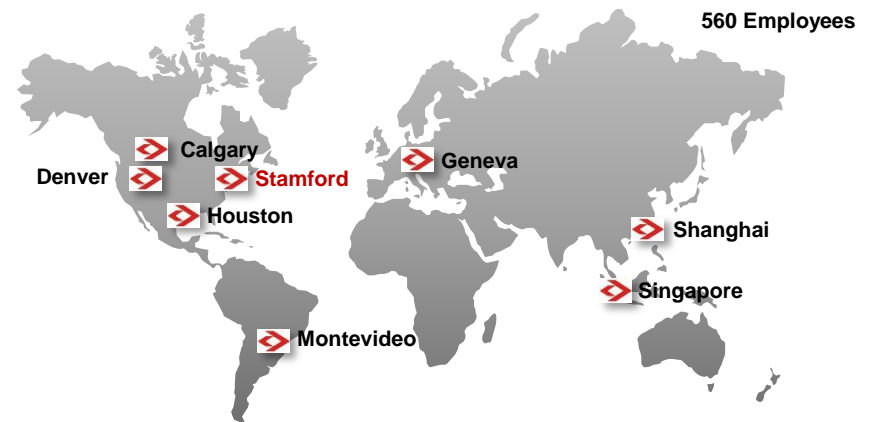 560 Employees
Calgary
Geneva
Denver
Stamford
Houston
Shanghai
Singapore
Montevideo